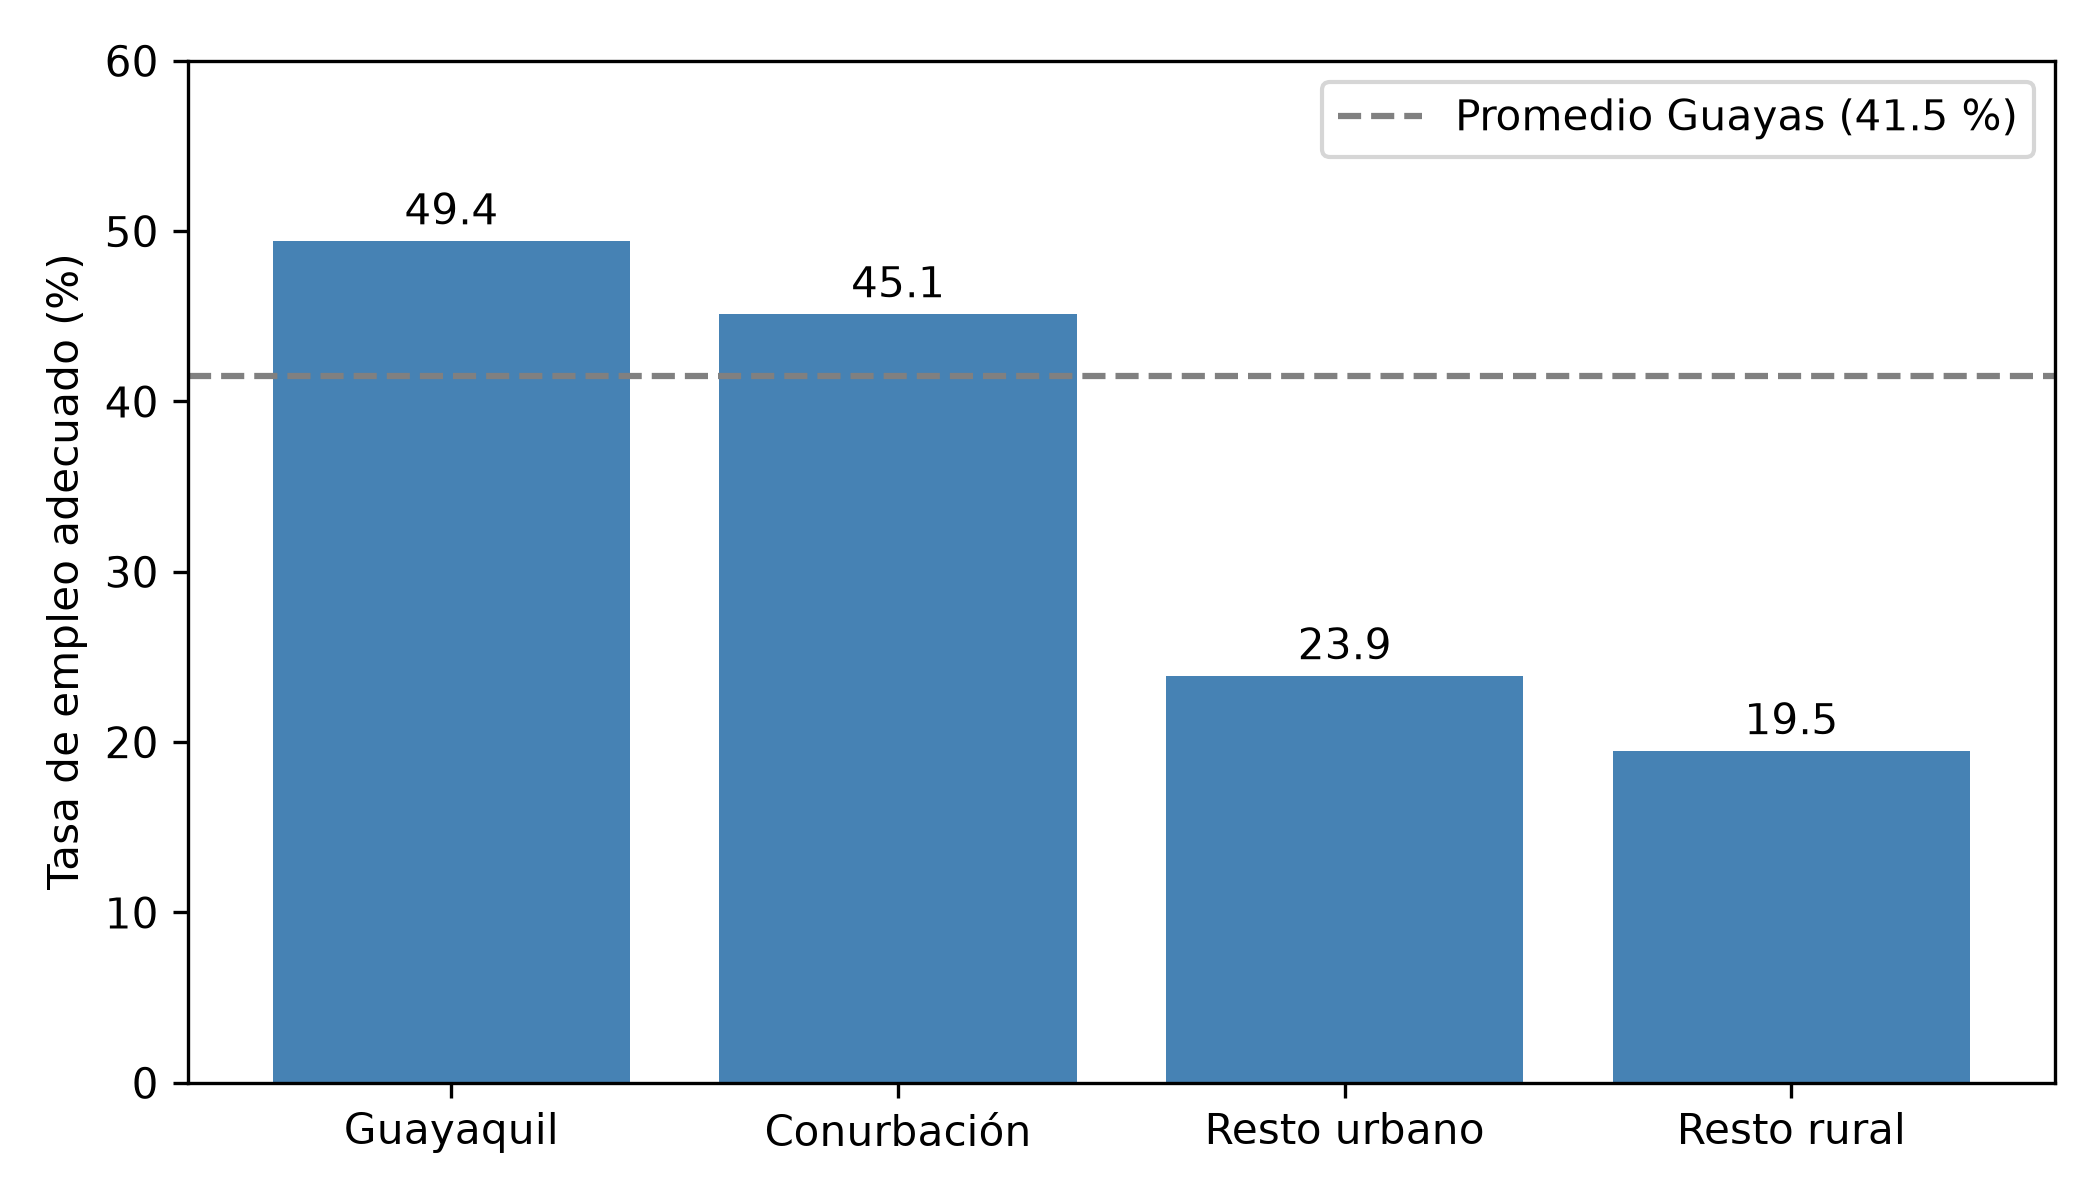 Tasa de empleo adecuado (%)
60
50
40
30
20
10
0
Promedio Guayas (41.5 %)
49.4
45.1
23.9
19.5
Guayaquil
Conurbación
Resto urbano
Resto rural